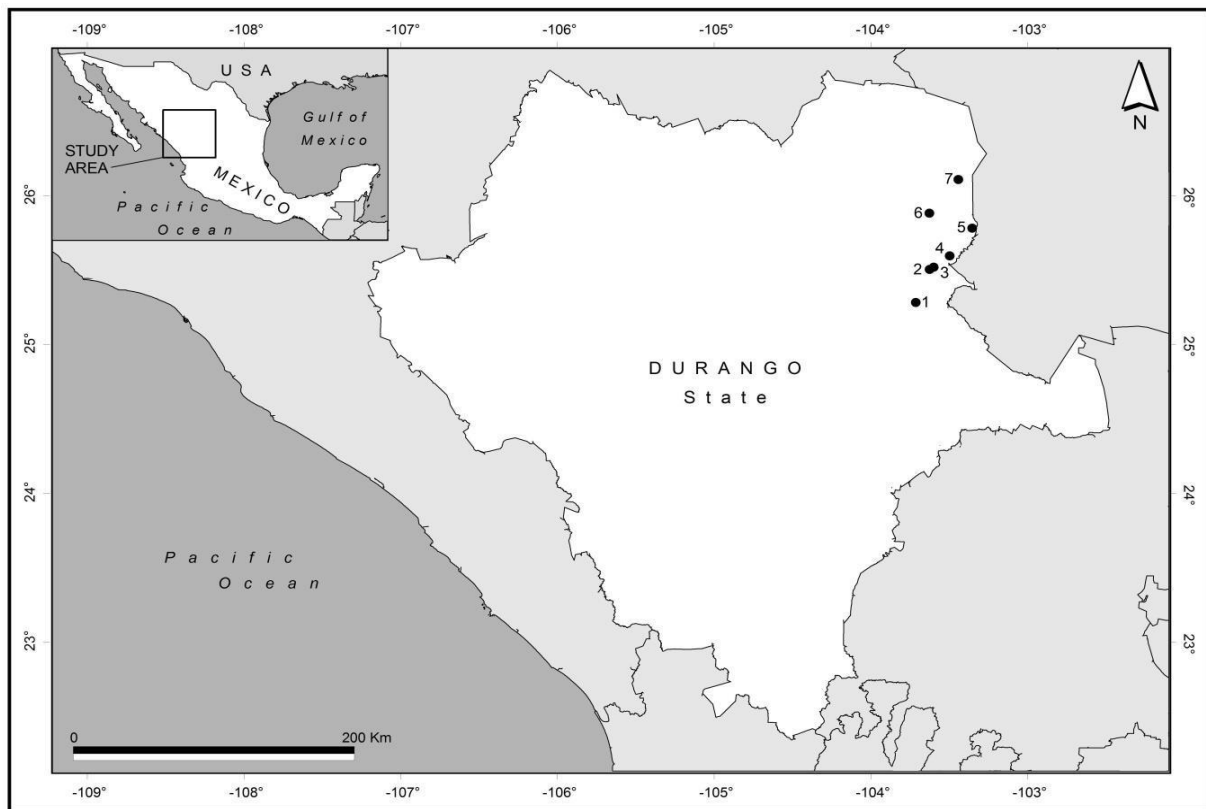 -109° -108° -107° -106° -105° -104° -103°
USA
Gulf of
Mexico
STUDY
AREA
MEXICO
Pacific
Ocean
N
26° 26°
7
6
5
4
2 3
1
25° 25°
DURANGO
State
24° 24°
Pacific
Ocean
23° 23°
0 200 Km
-109° -108° -107° -106° -105° -104° -103°